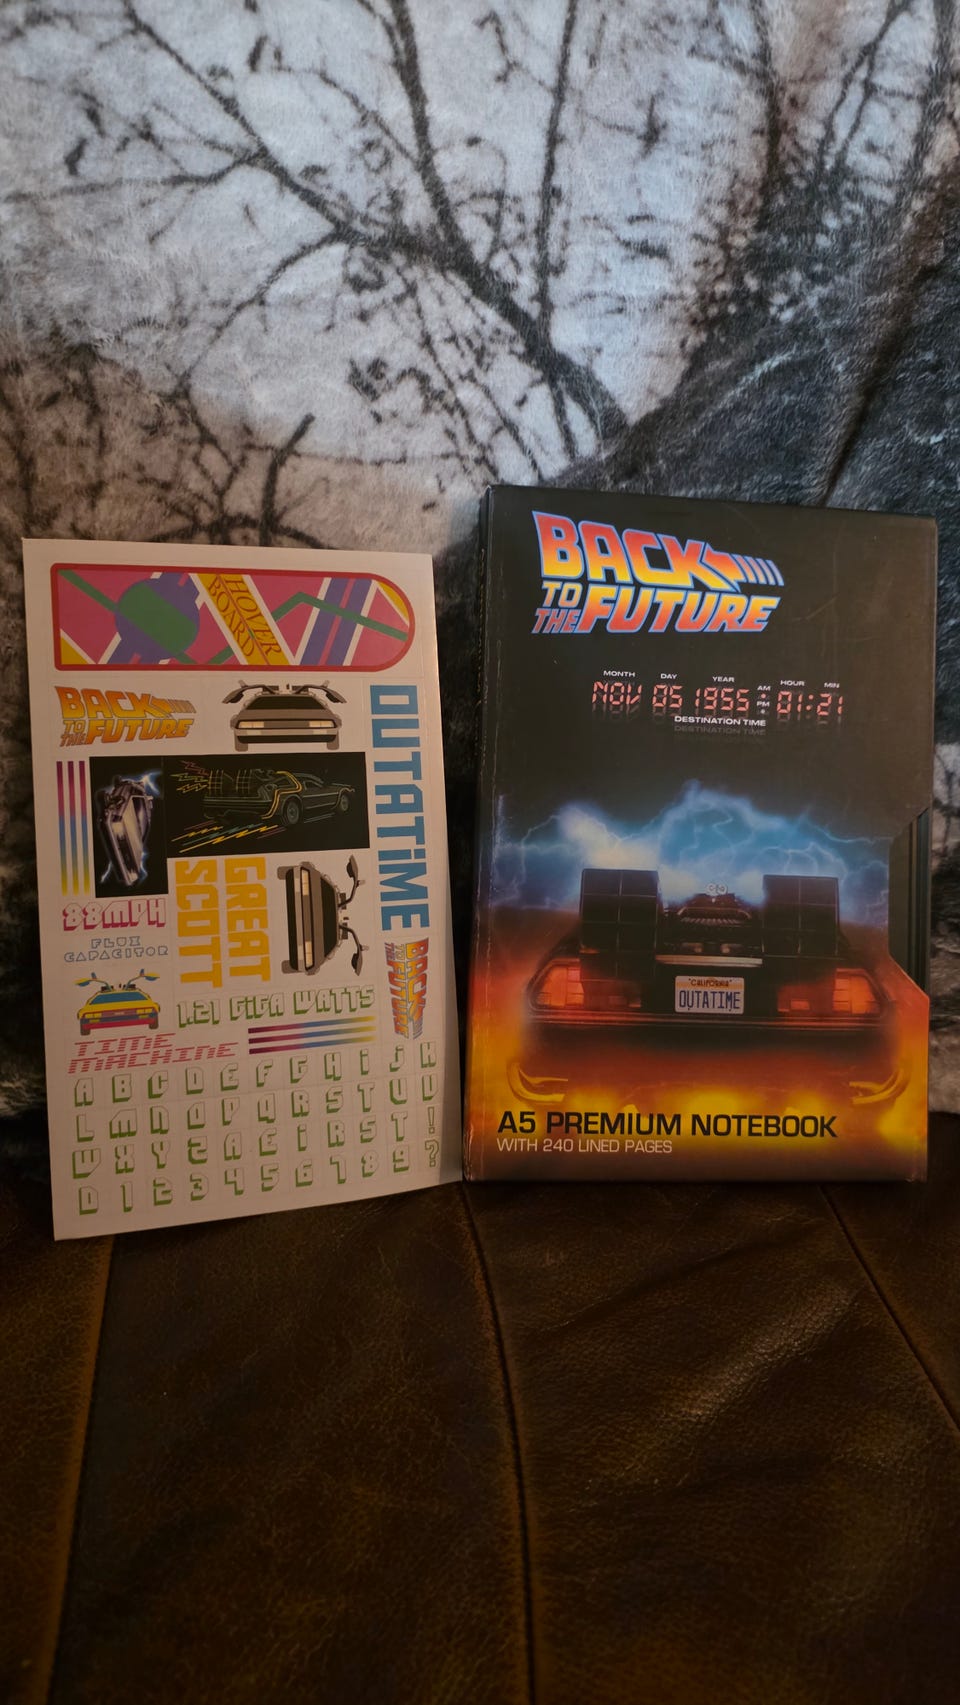 HOVER
BOARD
BACK
TO
THE FUTURE
OUTATIME
GREAT
SCOTT
88MPH
FLUX
CAPACITOR
BACK
TO
THE FUTURE
1.21 GIGA WATTS
TIME
MACHINE
A B C D E F G H I J K
L M N O P Q R S T U V
W X Y Z A E I R S T !
0 1 2 3 4 5 6 7 8 9 ?
BACK
TO
THE FUTURE
MONTH DAY YEAR AM HOUR MIN
NOV 05 1955 PM 01:21
DESTINATION TIME
CALIFORNIA
OUTATIME
A5 PREMIUM NOTEBOOK
WITH 240 LINED PAGES